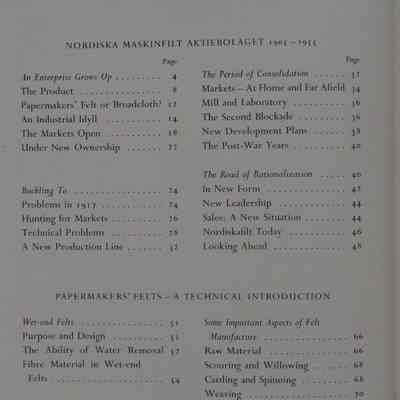 NORDISKA MASKINFILT AKTIEBOLAGET 1905–1955
Page
An Enterprise Grows Up .......... 4
The Product .................. 8
Papermakers' Felt or Broadcloth? 12
An Industrial Idyll ............. 14
The Markets Open ............. 18
Under New Ownership ......... 22
Buckling To .................. 24
Problems in 1917 .............. 24
Hunting for Markets ........... 26
Technical Problems ............ 28
A New Production Line ........ 32
Page
The Period of Consolidation ...... 32
Markets – At Home and Far Afield 34
Mill and Laboratory ............ 36
The Second Blockade .......... 36
New Development Plans ....... 38
The Post-War Years ........... 40
The Road of Rationalization ..... 40
In New Form ................. 42
New Leadership ............... 44
Sales: A New Situation ......... 44
Nordiskafilt Today ............ 46
Looking Ahead ................ 48
PAPERMAKERS' FELTS – A TECHNICAL INTRODUCTION
Wet-end Felts ................. 51
Purpose and Design ........... 51
The Ability of Water Removal 52
Fibre Material in Wet-end
Felts ..................... 54
Some Important Aspects of Felt
Manufacture ................. 66
Raw Material ................ 66
Scouring and Willowing ....... 68
Carding and Spinning ......... 68
Weaving .................... 70